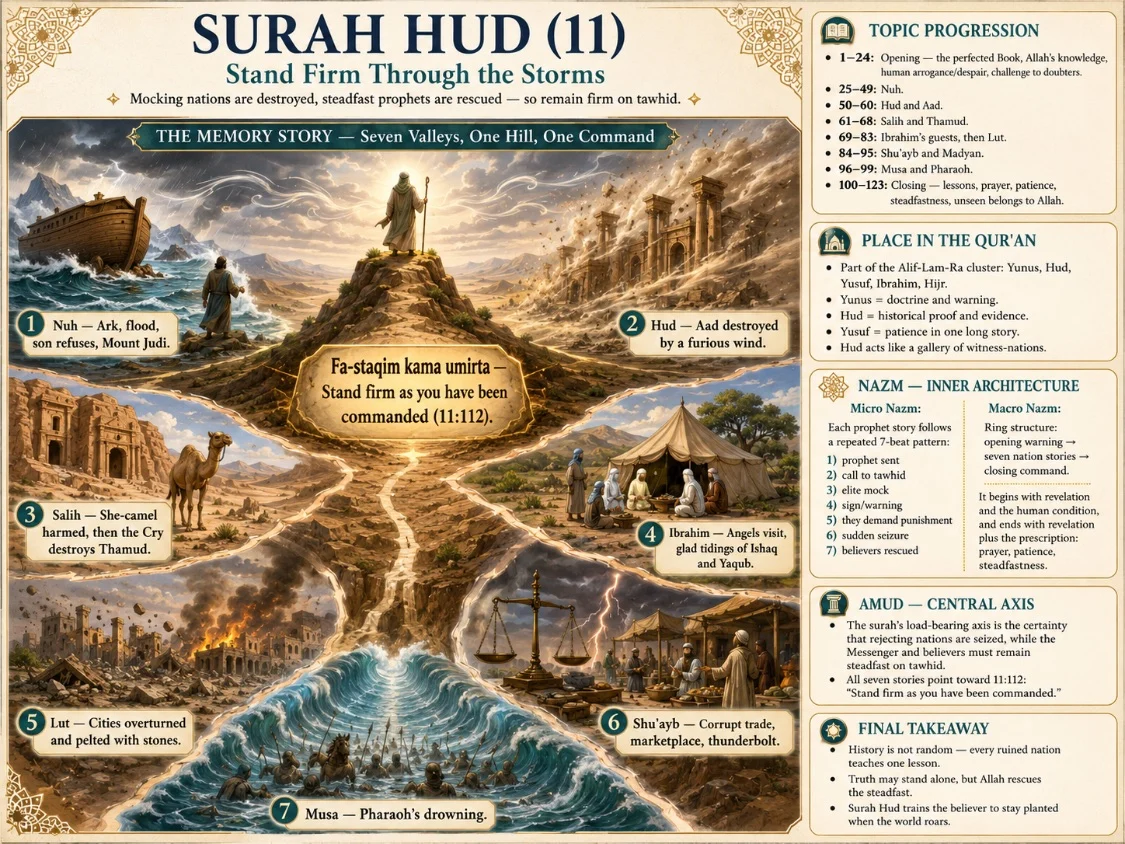 SURAH HUD (11)
Stand Firm Through the Storms
Mocking nations are destroyed, steadfast prophets are rescued — so remain firm on tawhid.
THE MEMORY STORY — Seven Valleys, One Hill, One Command
1 Nuh — Ark, flood,
son refuses, Mount Judi.
2 Hud — Aad destroyed
by a furious wind.
Fa-staqim kama umirta —
Stand firm as you have been
commanded (11:112).
3 Salih — She-camel
harmed, then the Cry
destroys Thamud.
4 Ibrahim — Angels visit,
glad tidings of Ishaq
and Yaqub.
5 Lut — Cities overturned
and pelted with stones.
6 Shu'ayb — Corrupt trade,
marketplace, thunderbolt.
7 Musa — Pharaoh's drowning.
TOPIC PROGRESSION
• 1–24: Opening — the perfected Book, Allah's knowledge,
human arrogance/despair, challenge to doubters.
• 25–49: Nuh.
• 50–60: Hud and Aad.
• 61–68: Salih and Thamud.
• 69–83: Ibrahim's guests, then Lut.
• 84–95: Shu'ayb and Madyan.
• 96–99: Musa and Pharaoh.
• 100–123: Closing — lessons, prayer, patience,
steadfastness, unseen belongs to Allah.
PLACE IN THE QUR'AN
• Part of the Alif-Lam-Ra cluster: Yunus, Hud,
Yusuf, Ibrahim, Hijr.
• Yunus = doctrine and warning.
• Hud = historical proof and evidence.
• Yusuf = patience in one long story.
• Hud acts like a gallery of witness-nations.
NAZM — INNER ARCHITECTURE
Micro Nazm:
Each prophet story follows
a repeated 7-beat pattern:
1) prophet sent
2) call to tawhid
3) elite mock
4) sign/warning
5) they demand punishment
6) sudden seizure
7) believers rescued
Macro Nazm:
Ring structure:
opening warning →
seven nation stories →
closing command.
It begins with revelation
and the human condition,
and ends with revelation
plus the prescription:
prayer, patience,
steadfastness.
AMUD — CENTRAL AXIS
• The surah's load-bearing axis is the certainty
that rejecting nations are seized, while the
Messenger and believers must remain
steadfast on tawhid.
• All seven stories point toward 11:112:
"Stand firm as you have been commanded."
FINAL TAKEAWAY
• History is not random — every ruined nation
teaches one lesson.
• Truth may stand alone, but Allah rescues
the steadfast.
• Surah Hud trains the believer to stay planted
when the world roars.